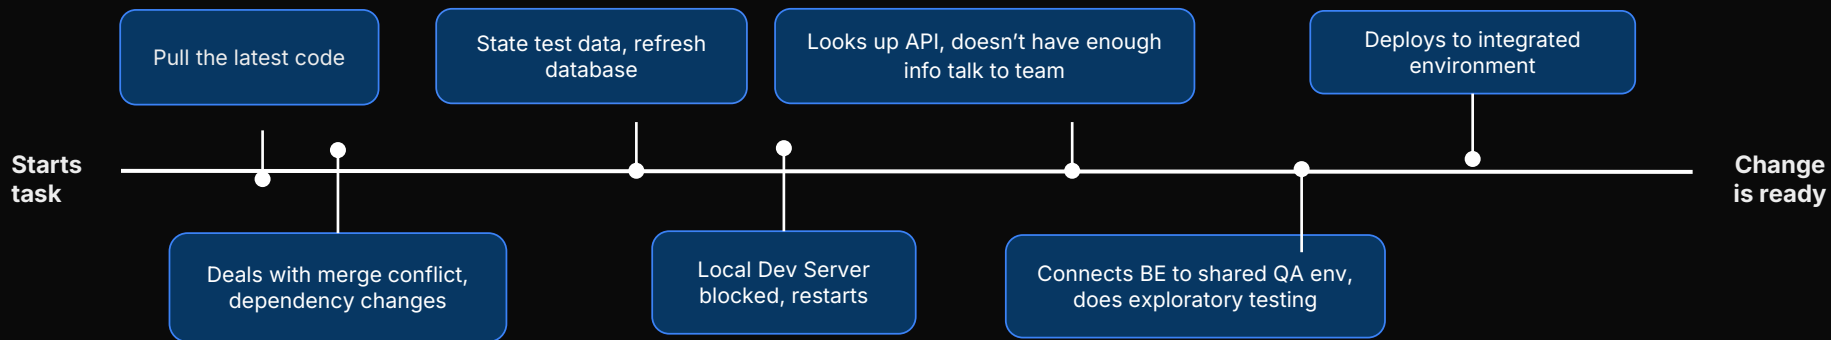 Starts
task
Pull the latest code
Deals with merge conflict,
dependency changes
State test data, refresh
database
Local Dev Server
blocked, restarts
Looks up API, doesn’t have enough
info talk to team
Connects BE to shared QA env,
does exploratory testing
Deploys to integrated
environment
Change
is ready